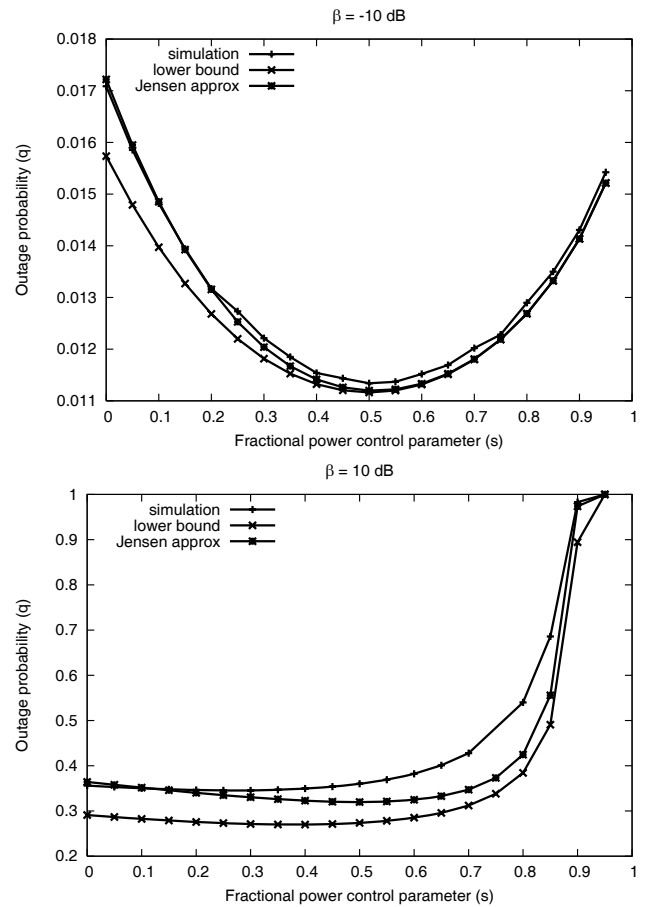 β = -10 dB
simulation
lower bound
Jensen approx
Outage probability (q)
0.018
0.017
0.016
0.015
0.014
0.013
0.012
0.011
0 0.1 0.2 0.3 0.4 0.5 0.6 0.7 0.8 0.9 1
Fractional power control parameter (s)
β = 10 dB
simulation
lower bound
Jensen approx
Outage probability (q)
1
0.9
0.8
0.7
0.6
0.5
0.4
0.3
0.2
0 0.1 0.2 0.3 0.4 0.5 0.6 0.7 0.8 0.9 1
Fractional power control parameter (s)